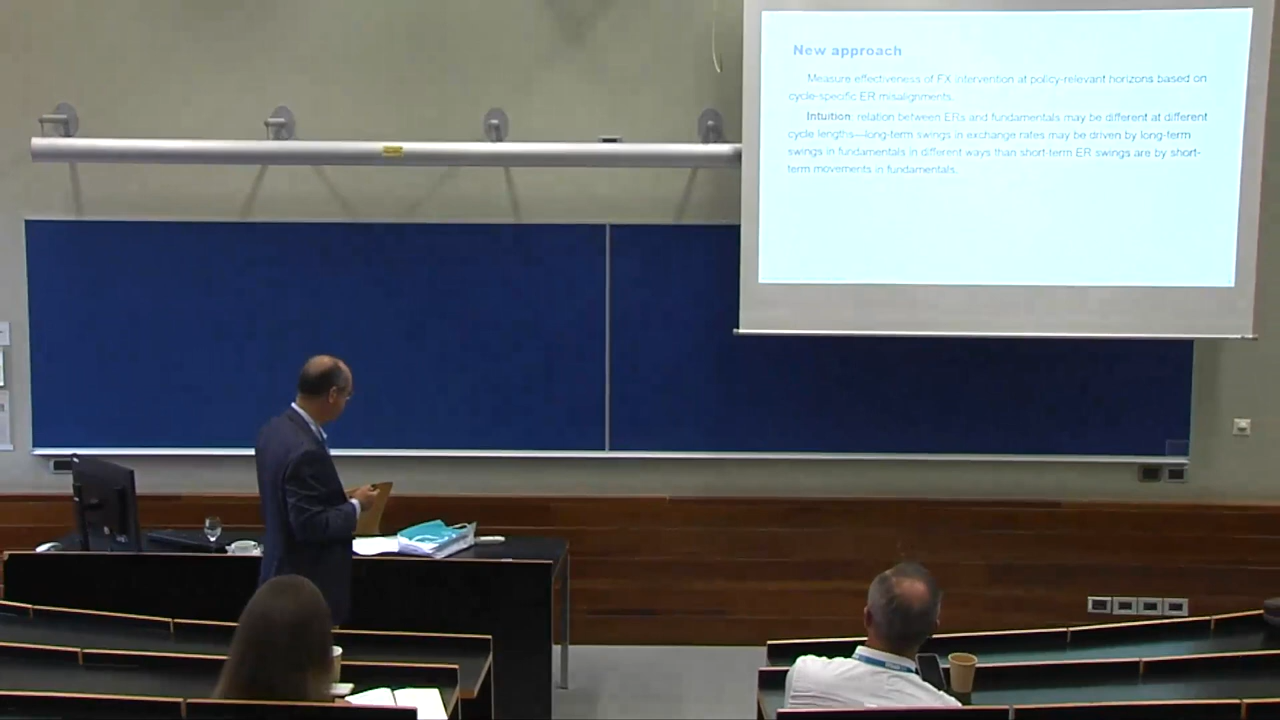 New approach
Measure effectiveness of FX intervention at policy-relevant horizons based on
cycle-specific ER misalignments.
Intuition: relation between ERs and fundamentals may be different at different
cycle lengths—long-term swings in exchange rates may be driven by long-term
swings in fundamentals in different ways than short-term ER swings are by short-
term movements in fundamentals.